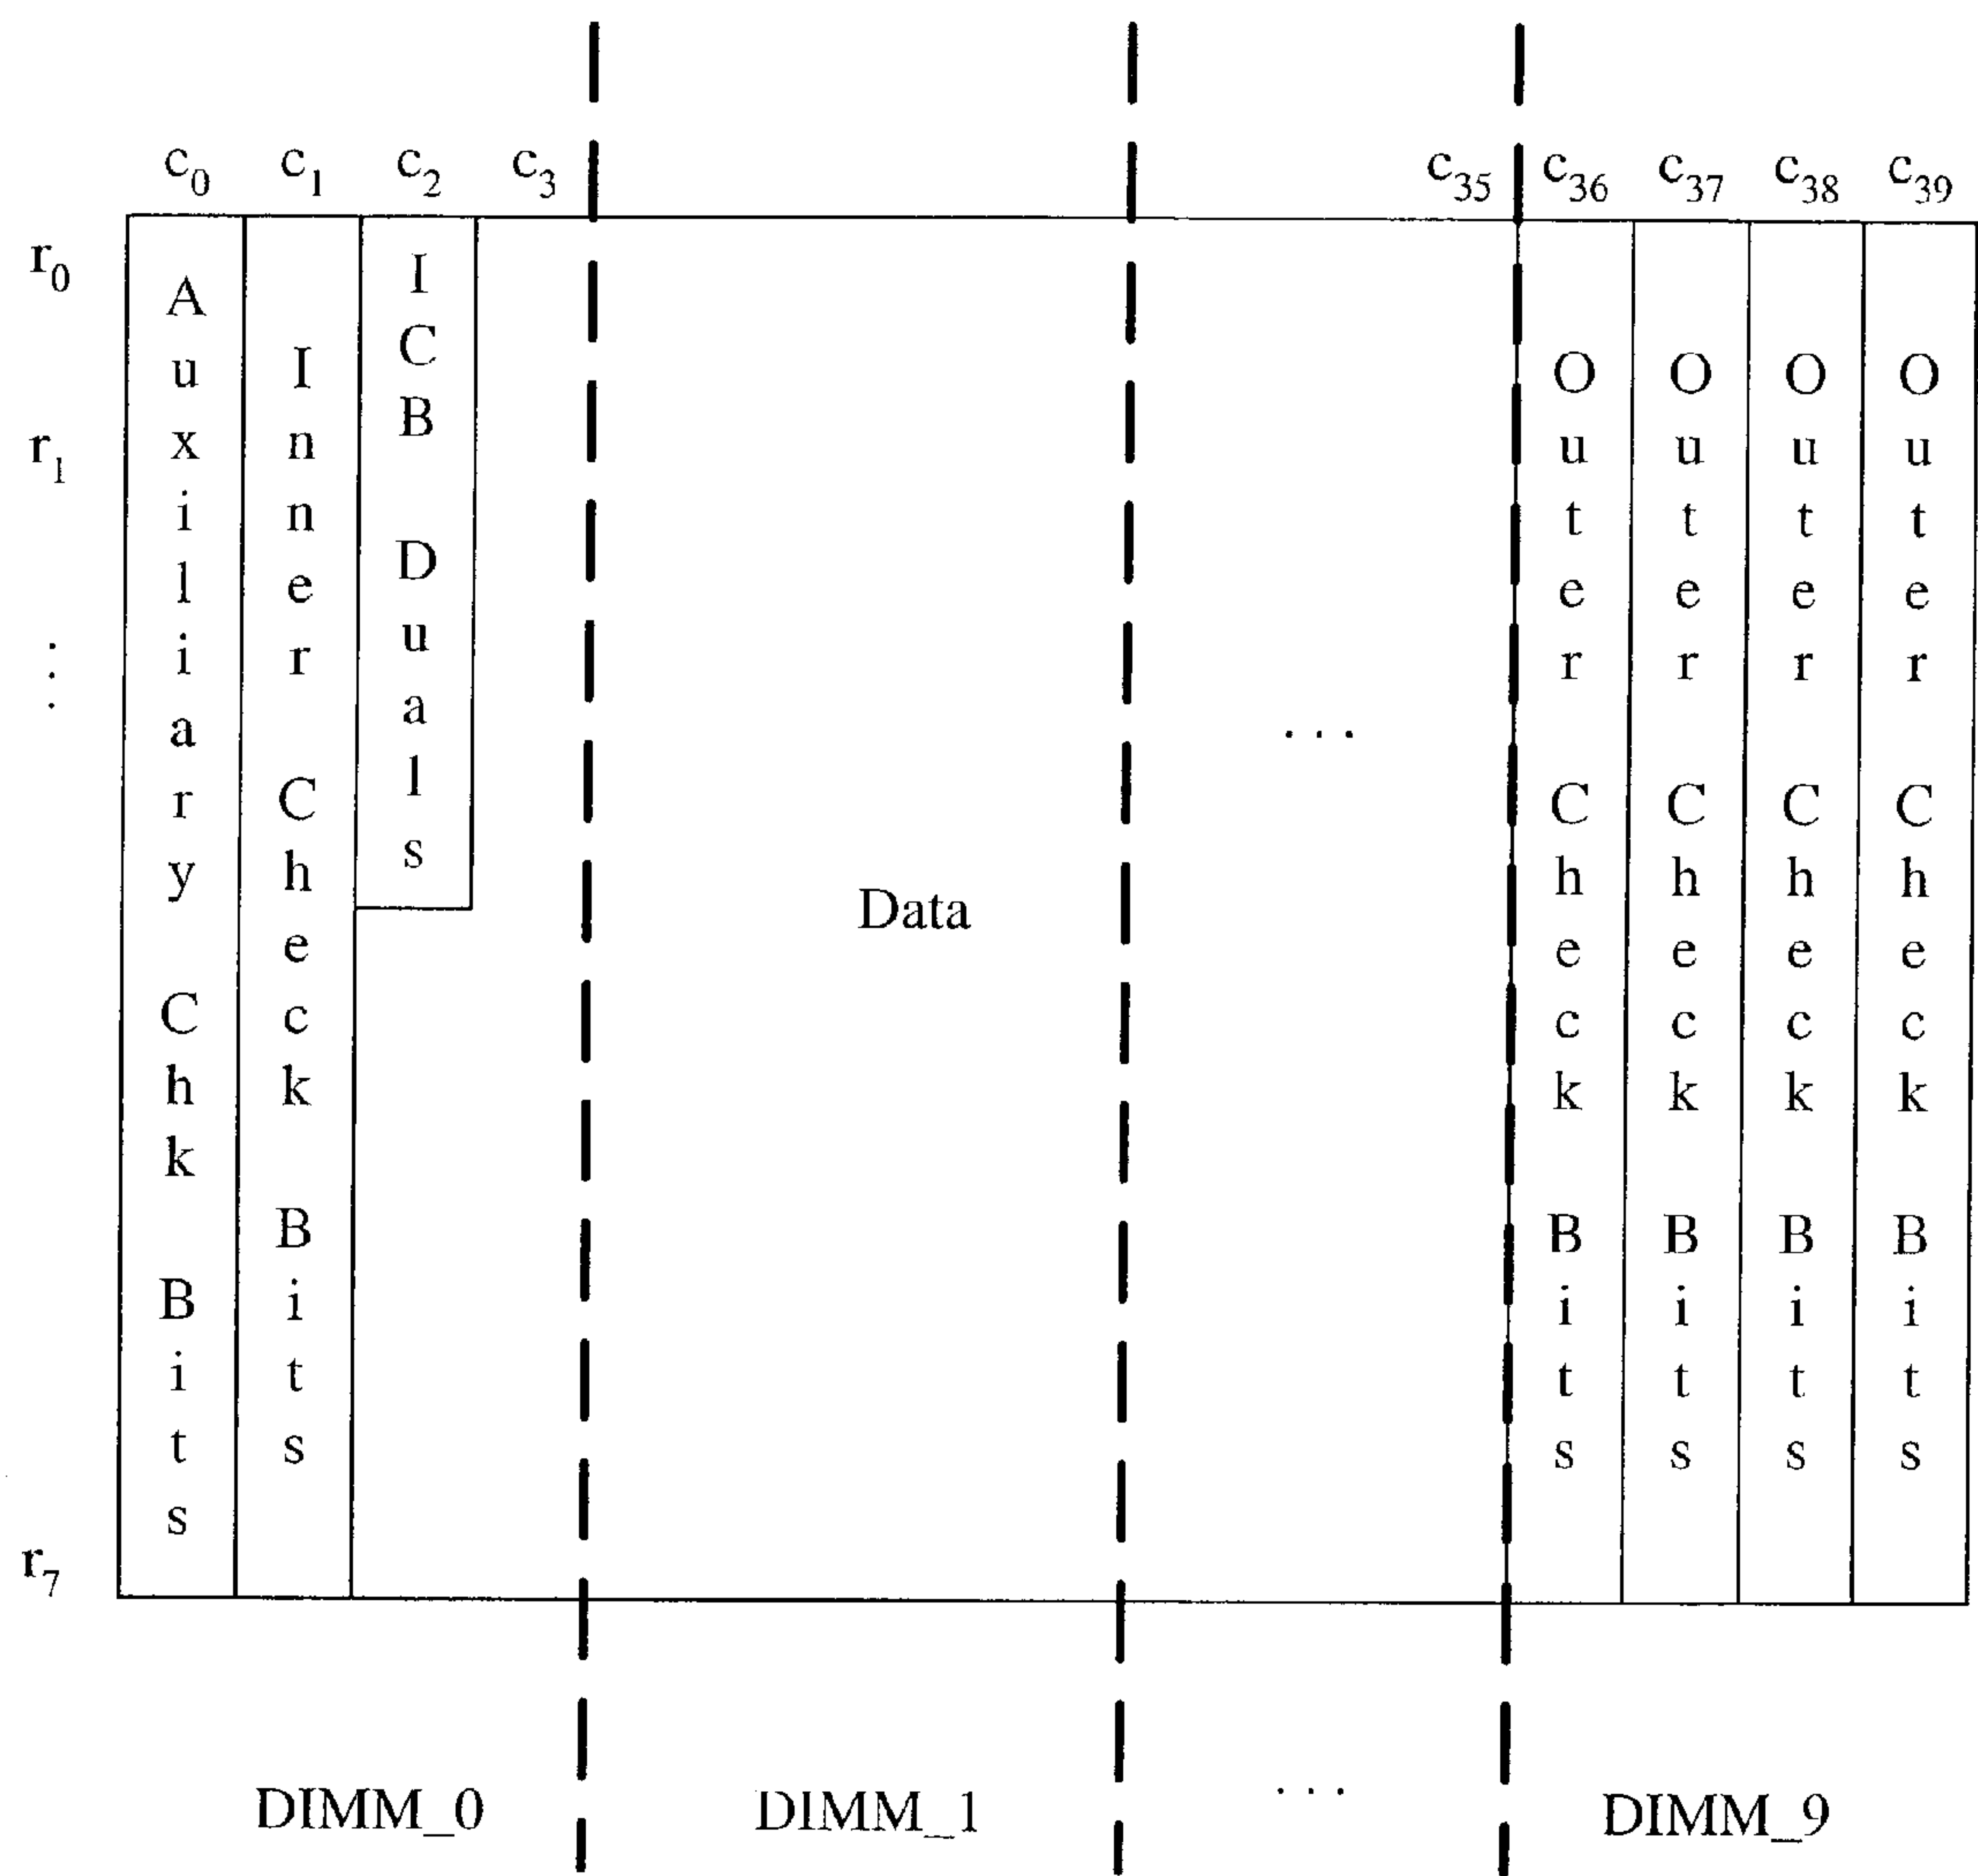 c0 c1 c2 c3 c35 c36 c37 c38 c39
r0
r1
⋮
r7
Auxiliary Chk Bits
Inner Check Bits
ICB Duals
Data
...
Outer Check Bits
Outer Check Bits
Outer Check Bits
Outer Check Bits
DIMM_0 DIMM_1 ... DIMM_9